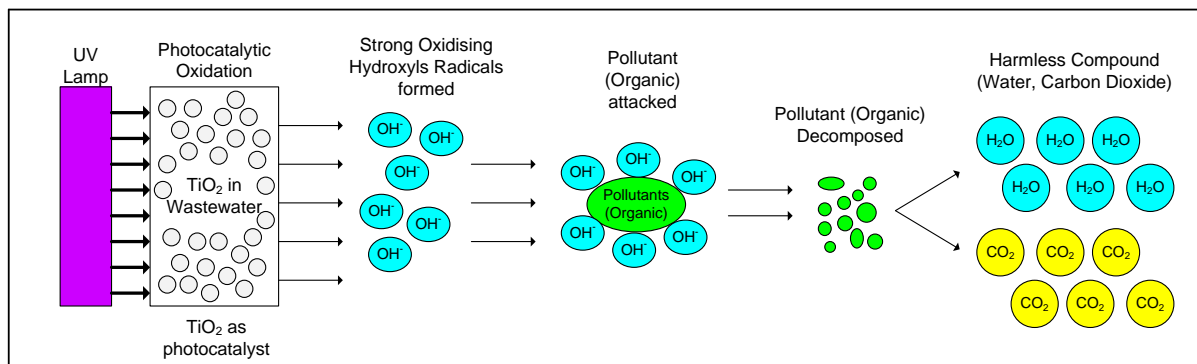 UV
Lamp
Photocatalytic
Oxidation
TiO₂ in
Wastewater
TiO₂ as
photocatalyst
Strong Oxidising
Hydroxyls Radicals
formed
OH⁻
OH⁻
OH⁻
OH⁻
OH⁻
OH⁻
Pollutant
(Organic)
attacked
OH⁻
OH⁻
OH⁻
Pollutants
(Organic)
OH⁻
OH⁻
OH⁻
Pollutant (Organic)
Decomposed
Harmless Compound
(Water, Carbon Dioxide)
H₂O
H₂O
H₂O
H₂O
H₂O
H₂O
CO₂
CO₂
CO₂
CO₂
CO₂
CO₂